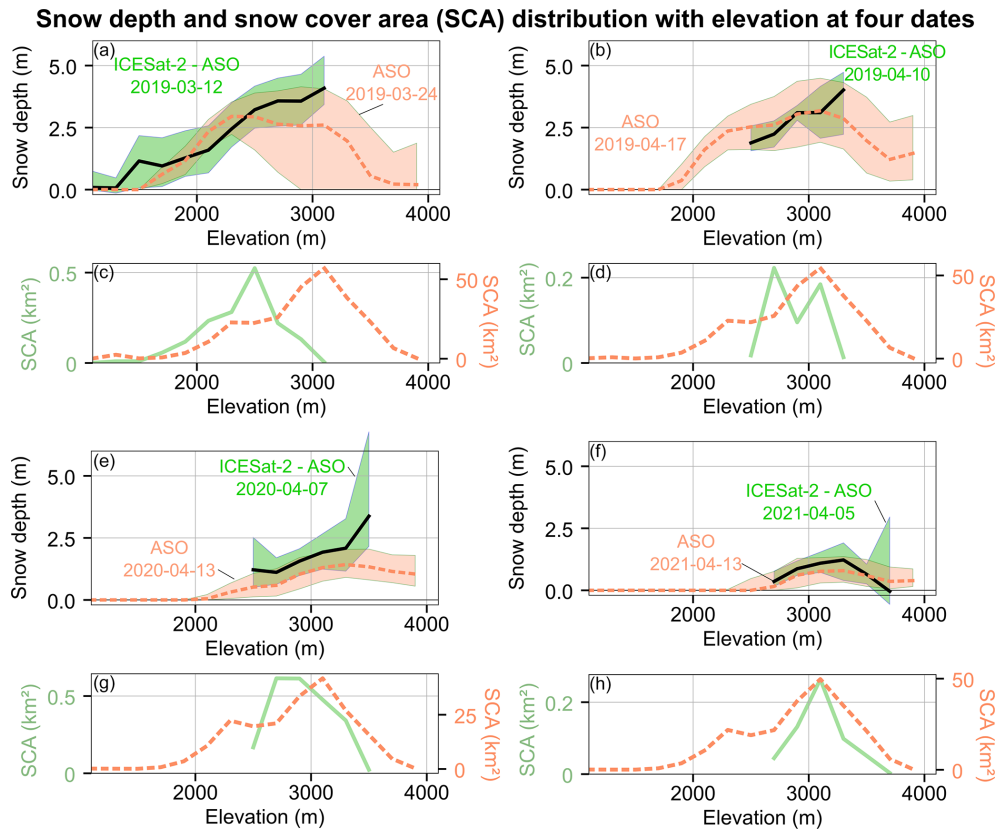 Snow depth and snow cover area (SCA) distribution with elevation at four dates
(a)
ICESat-2 - ASO
2019-03-12
ASO
2019-03-24
Snow depth (m)
5.0
2.5
0.0
2000 3000 4000
Elevation (m)
(b)
ICESat-2 - ASO
2019-04-10
ASO
2019-04-17
Snow depth (m)
5.0
2.5
0.0
2000 3000 4000
Elevation (m)
(c)
SCA (km²)
0.5
0
50
0
SCA (km²)
2000 3000 4000
Elevation (m)
(d)
SCA (km²)
0.2
0
50
0
SCA (km²)
2000 3000 4000
Elevation (m)
(e)
ICESat-2 - ASO
2020-04-07
ASO
2020-04-13
Snow depth (m)
5.0
2.5
0.0
2000 3000 4000
Elevation (m)
(f)
ICESat-2 - ASO
2021-04-05
ASO
2021-04-13
Snow depth (m)
5.0
2.5
0.0
2000 3000 4000
Elevation (m)
(g)
SCA (km²)
0.5
0
25
0
SCA (km²)
2000 3000 4000
Elevation (m)
(h)
SCA (km²)
0.2
0
50
0
SCA (km²)
2000 3000 4000
Elevation (m)